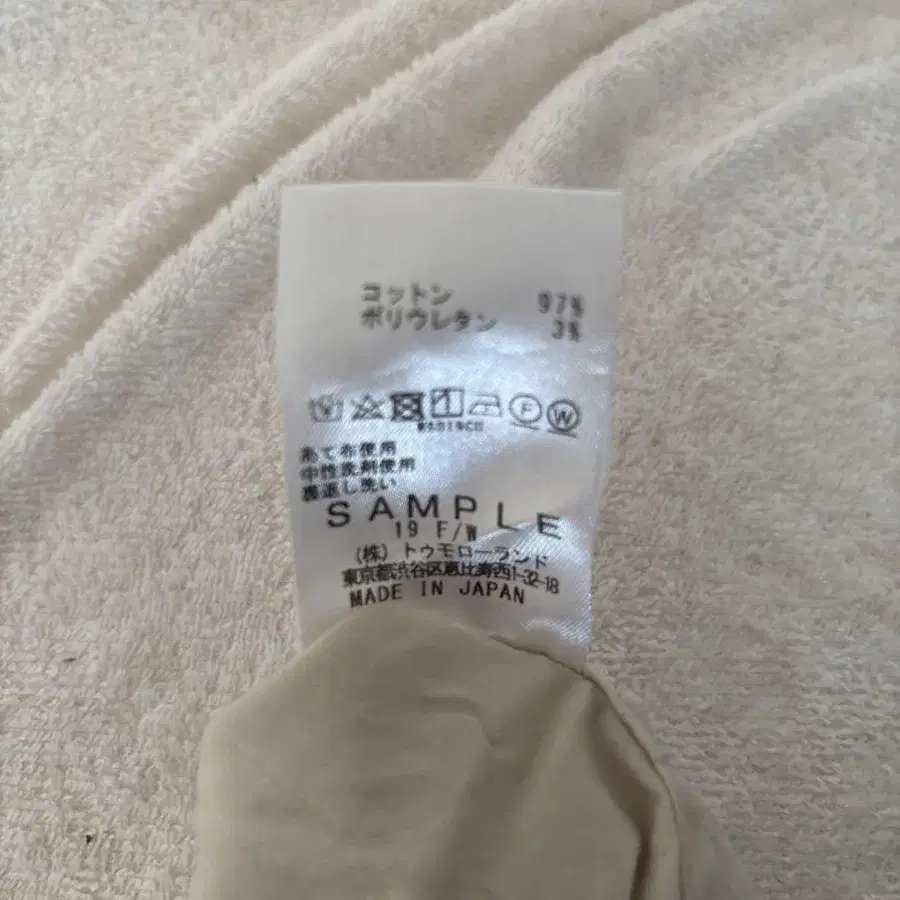 コットン 97%
ポリウレタン 3%
F W
あて布使用
中性洗剤使用
裏返し洗い
SAMPLE
19 F/W
(株) トゥモローランド
東京都渋谷区恵比寿西1-32-18
MADE IN JAPAN